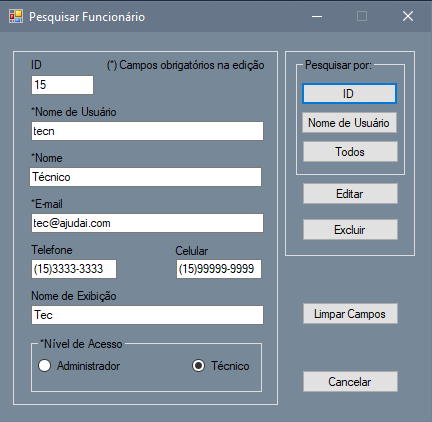 Pesquisar Funcionário
ID
(*) Campos obrigatórios na edição
15
*Nome de Usuário
tecn
*Nome
Técnico
*E-mail
tec@ajudai.com
Telefone
Celular
(15)3333-3333
(15)99999-9999
Nome de Exibição
Tec
*Nível de Acesso
Administrador
Técnico
Pesquisar por:
ID
Nome de Usuário
Todos
Editar
Excluir
Limpar Campos
Cancelar